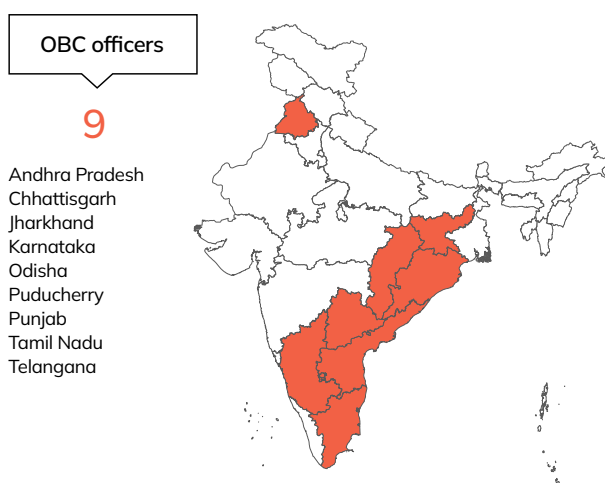 OBC officers
9
Andhra Pradesh
Chhattisgarh
Jharkhand
Karnataka
Odisha
Puducherry
Punjab
Tamil Nadu
Telangana